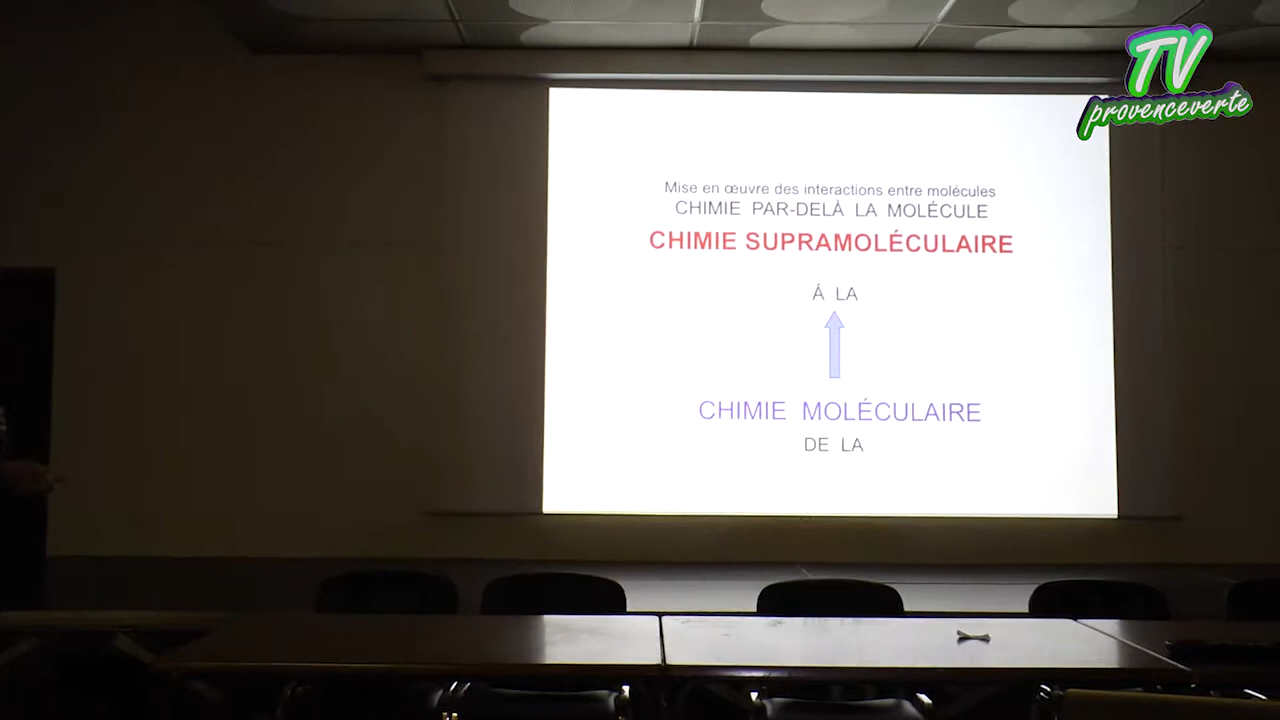 TV
provenceverte
Mise en œuvre des interactions entre molécules
CHIMIE PAR-DELÀ LA MOLÉCULE
CHIMIE SUPRAMOLÉCULAIRE
Á LA
CHIMIE MOLÉCULAIRE
DE LA